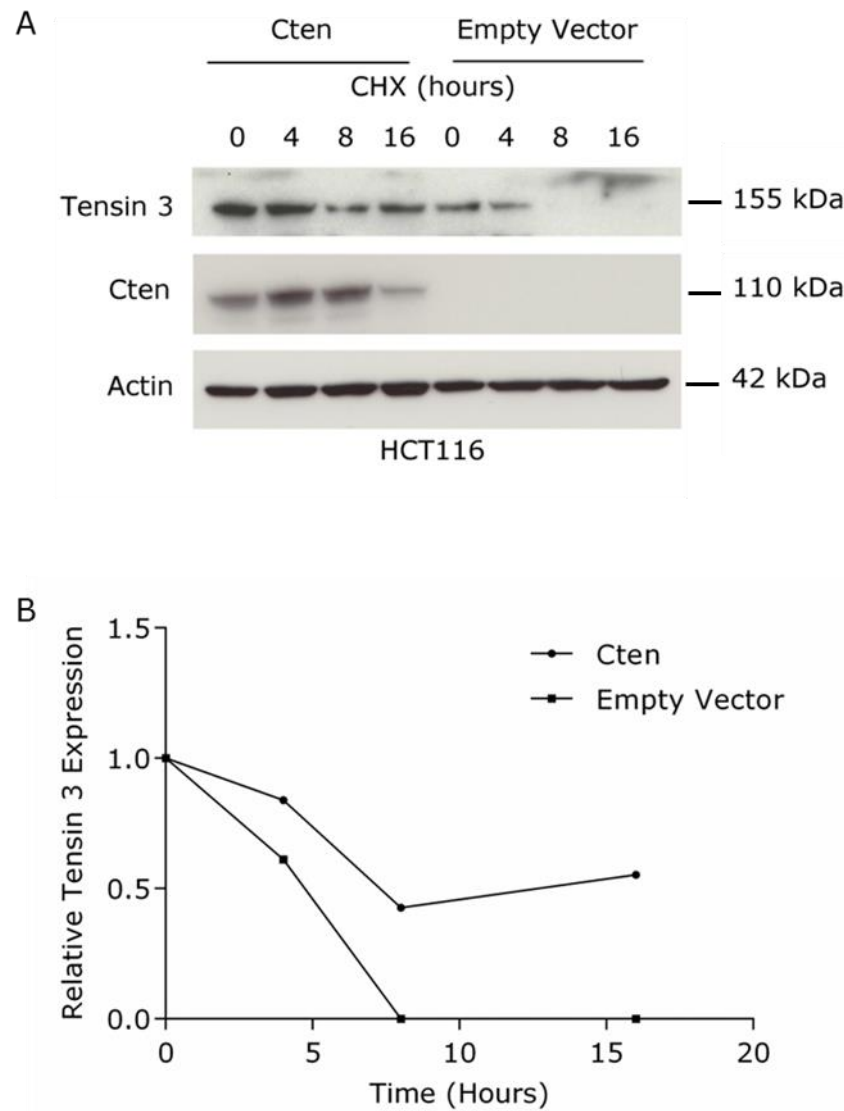 A
Cten Empty Vector
CHX (hours)
0 4 8 16 0 4 8 16
Tensin 3 155 kDa
Cten 110 kDa
Actin 42 kDa
HCT116
B
Relative Tensin 3 Expression
1.5
1.0
0.5
0.0
Cten
Empty Vector
0 5 10 15 20
Time (Hours)